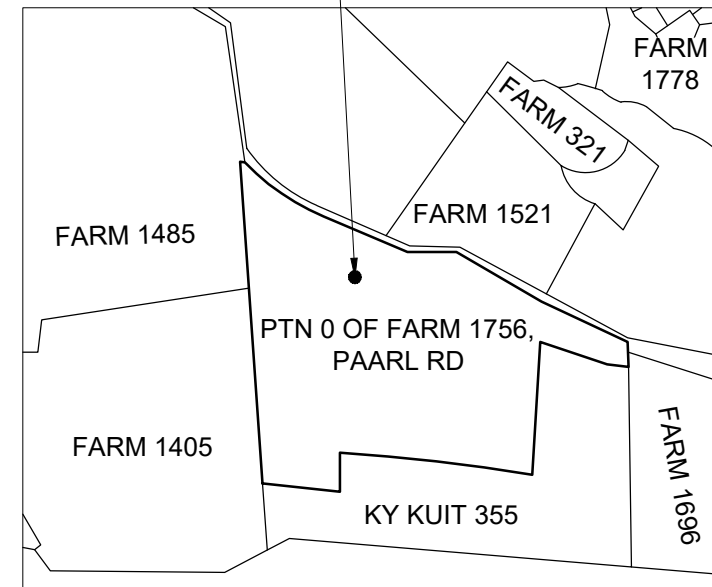 FARM
1778
FARM 321
FARM 1521
FARM 1485
PTN 0 OF FARM 1756,
PAARL RD
FARM 1405
FARM 1696
KY KUIT 355